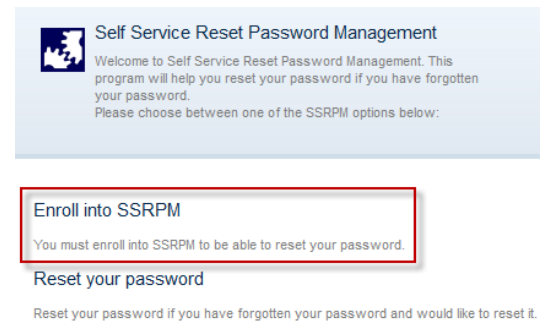 Self Service Reset Password Management
Welcome to Self Service Reset Password Management. This
program will help you reset your password if you have forgotten
your password.
Please choose between one of the SSRPM options below:
Enroll into SSRPM
You must enroll into SSRPM to be able to reset your password.
Reset your password
Reset your password if you have forgotten your password and would like to reset it.